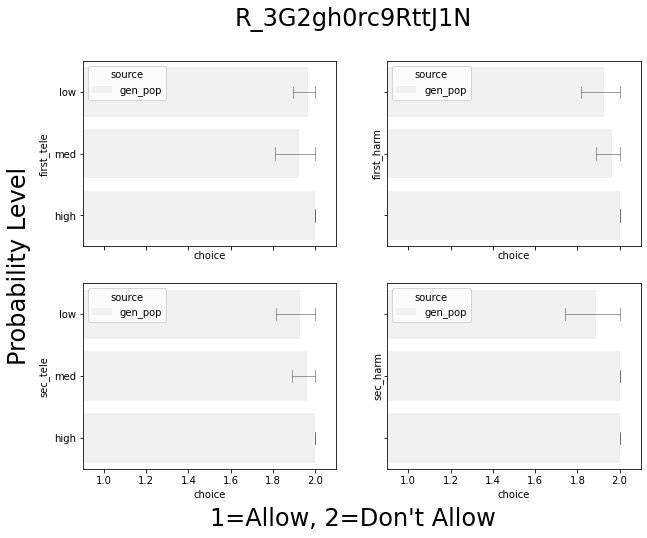 R_3G2gh0rc9RttJ1N
source
gen_pop
low
med
high
first_tele
choice
source
gen_pop
first_harm
choice
Probability Level
source
gen_pop
low
med
high
sec_tele
1.0 1.2 1.4 1.6 1.8 2.0
choice
source
gen_pop
sec_harm
1.0 1.2 1.4 1.6 1.8 2.0
choice
1=Allow, 2=Don't Allow